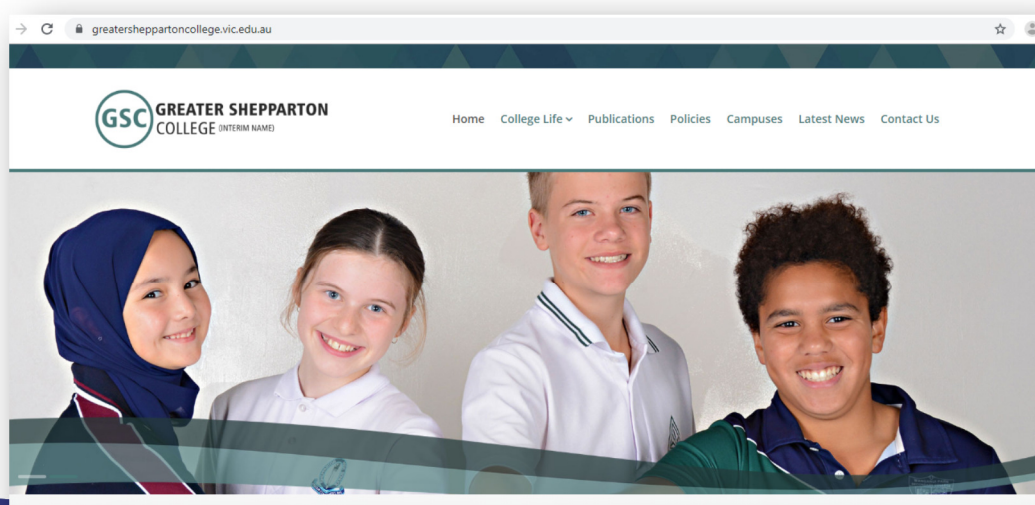 greatersheppartoncollege.vic.edu.au
GSC
GREATER SHEPPARTON
COLLEGE (INTERIM NAME)
Home College Life Publications Policies Campuses Latest News Contact Us